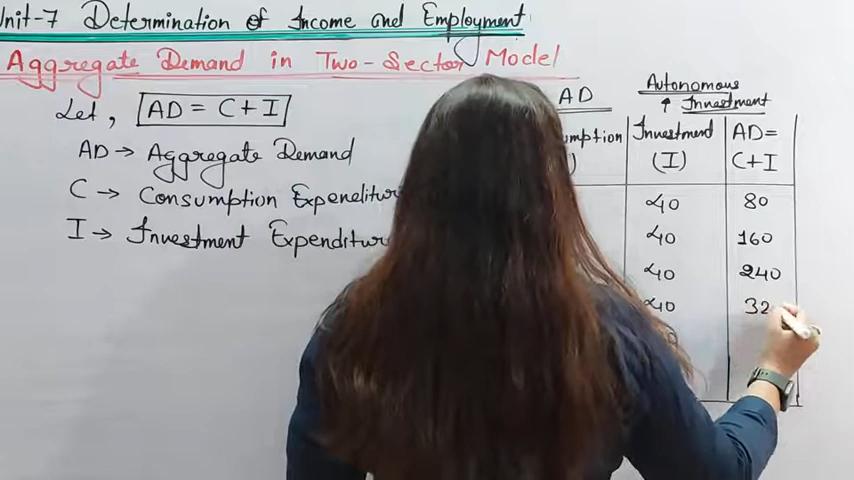 Unit-7 Determination of Income and Employment
Aggregate Demand in Two-Sector Model
Let, AD = C + I
AD → Aggregate Demand
C → Consumption Expenditure
I → Investment Expenditure
AD
Autonomous
↑ Investment
Investment (I)
AD = C + I
40 80
40 160
40 240
40 32